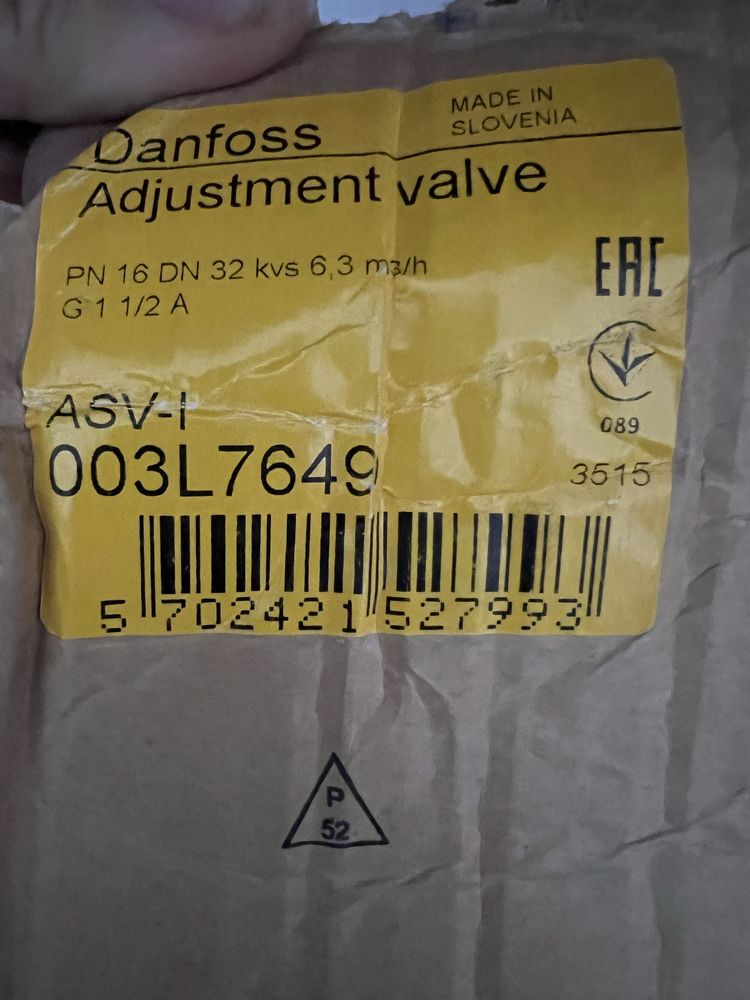 Danfoss
MADE IN
SLOVENIA
Adjustment valve
PN 16 DN 32 kvs 6,3 m3/h
G 1 1/2 A
EAC
089
ASV-I
003L7649
3515
5 702421 527993
P
52